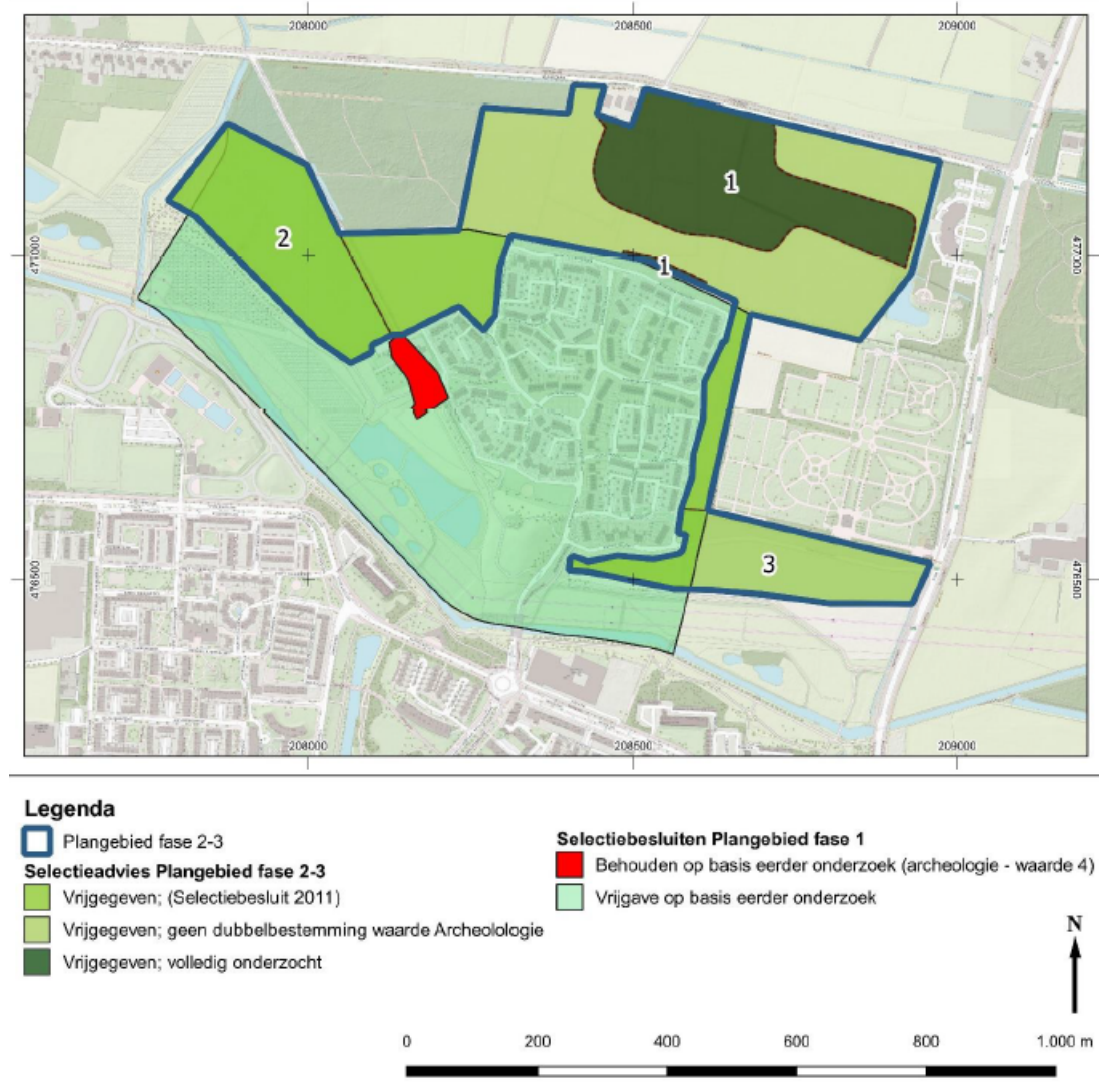 208000
208500
209000
1
2
1
477000
477000
3
476500
476500
208000
208500
209000
Legenda
Plangebied fase 2-3
Selectieadvies Plangebied fase 2-3
Vrijgegeven; (Selectiebesluit 2011)
Vrijgegeven; geen dubbelbestemming waarde Archeolologie
Vrijgegeven; volledig onderzocht
Selectiebesluiten Plangebied fase 1
Behouden op basis eerder onderzoek (archeologie - waarde 4)
Vrijgave op basis eerder onderzoek
N
0 200 400 600 800 1.000 m